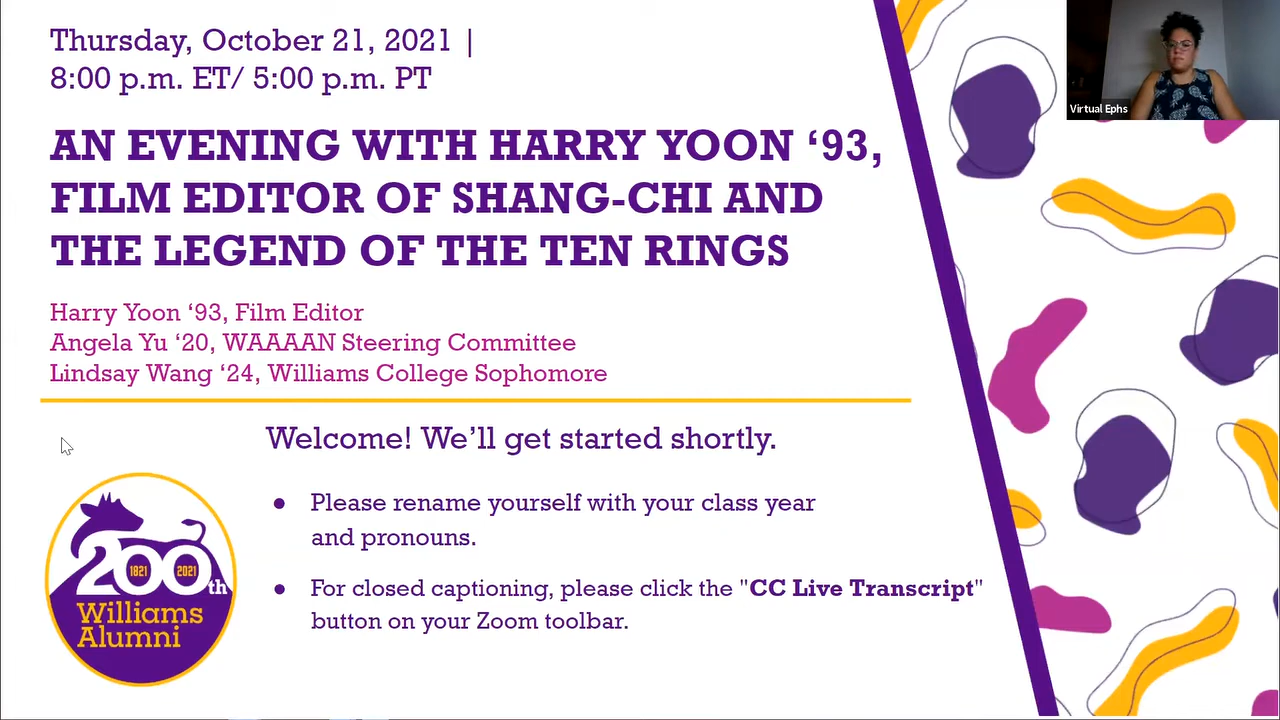 Thursday, October 21, 2021 |
8:00 p.m. ET/ 5:00 p.m. PT
AN EVENING WITH HARRY YOON ‘93,
FILM EDITOR OF SHANG-CHI AND
THE LEGEND OF THE TEN RINGS
Harry Yoon ‘93, Film Editor
Angela Yu ‘20, WAAAAN Steering Committee
Lindsay Wang ‘24, Williams College Sophomore
Welcome! We’ll get started shortly.
● Please rename yourself with your class year
and pronouns.
● For closed captioning, please click the "CC Live Transcript"
button on your Zoom toolbar.
200th
1821 2021
Williams
Alumni
Virtual Ephs